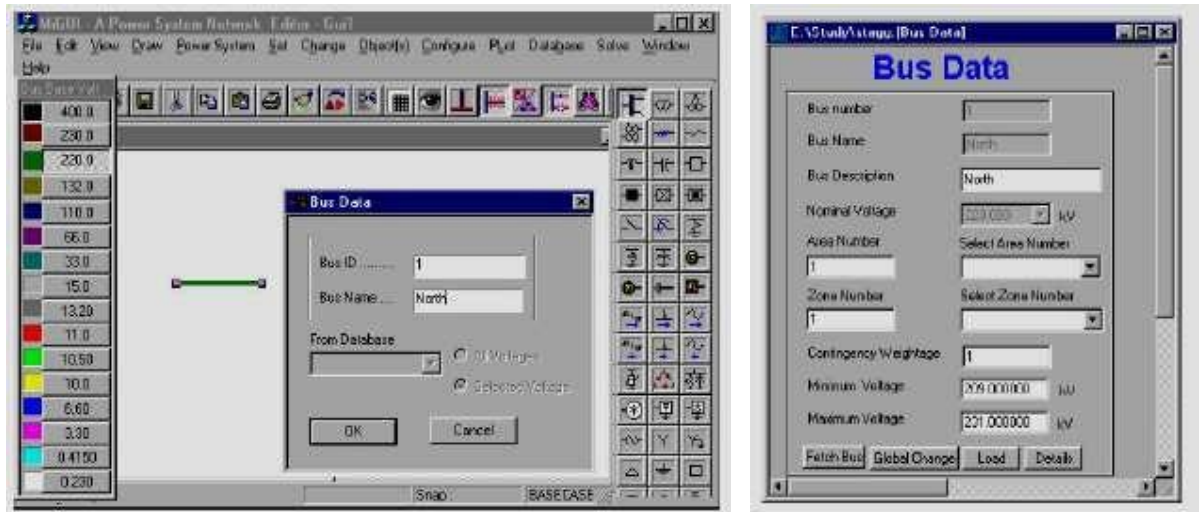 MiGUI - A Power System Network Editor - Gui1
File Edit View Draw Power System Set Change Object(s) Configure Plot Database Solve Window
Help
Bus Base Volt
400.0
230.0
220.0
132.0
110.0
66.0
33.0
15.0
13.20
11.0
10.50
10.0
6.60
3.30
0.4150
0.230
Bus Data
Bus ID .........
1
Bus Name ....
North
From Database
All Voltages
Selected Voltage
OK
Cancel
Snap
BASECASE
[Bus Data]
Bus Data
Bus number
1
Bus Name
North
Bus Description
North
Nominal Voltage
220.000
kV
Area Number
Select Area Number
1
Zone Number
Select Zone Number
1
Contingency Weightage
1
Minimum Voltage
209.000000
kV
Maximum Voltage
231.000000
kV
Fetch Bus
Global Change
Load
Details